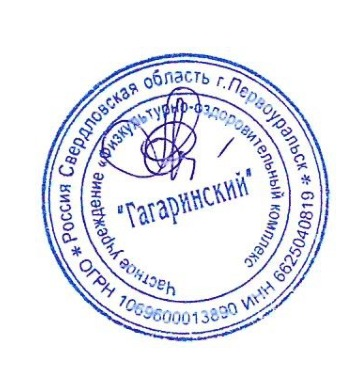 * Россия Свердловская область г.Первоуральск *
ОГРН 1069600013890 ИНН 6625040819
Частное учреждение «Физкультурно-оздоровительный комплекс
"Гагаринский"